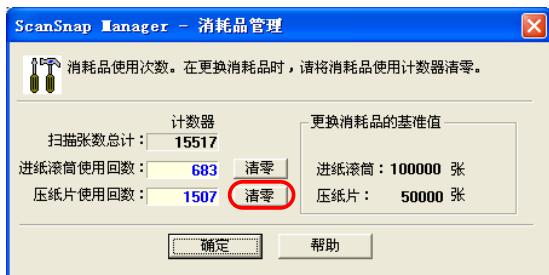 ScanSnap Manager - 消耗品管理
消耗品使用次数。在更换消耗品时，请将消耗品使用计数器清零。
计数器
扫描张数总计： 15517
进纸滚筒使用回数： 683 清零
压纸片使用回数： 1507 清零
更换消耗品的基准值
进纸滚筒：100000 张
压纸片： 50000 张
确定 帮助